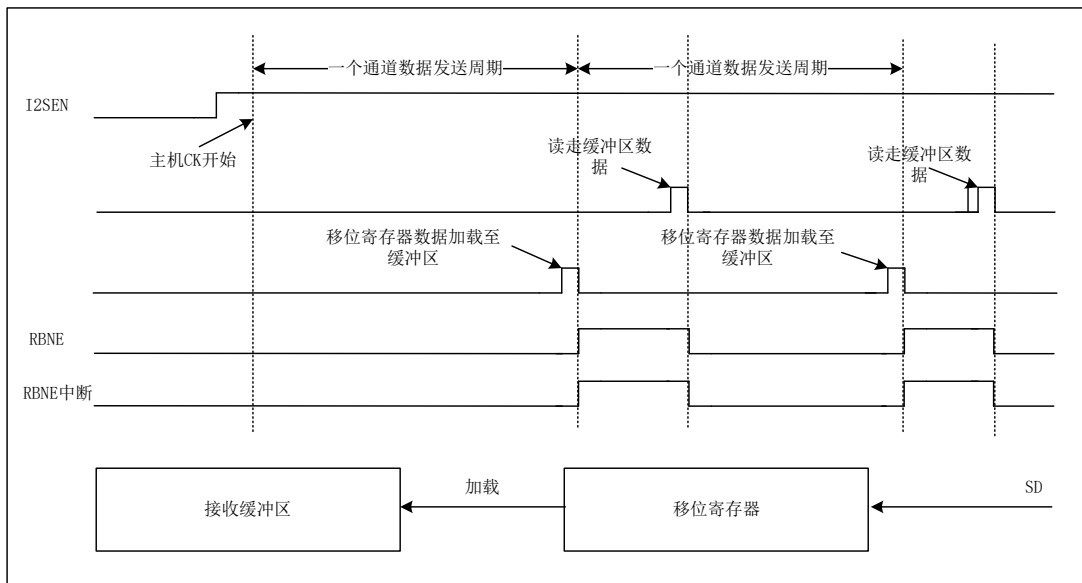 一个通道数据发送周期
一个通道数据发送周期
I2SEN
主机CK开始
读走缓冲区数
据
读走缓冲区数
据
移位寄存器数据加载至
缓冲区
移位寄存器数据加载至
缓冲区
RBNE
RBNE中断
接收缓冲区
加载
移位寄存器
SD